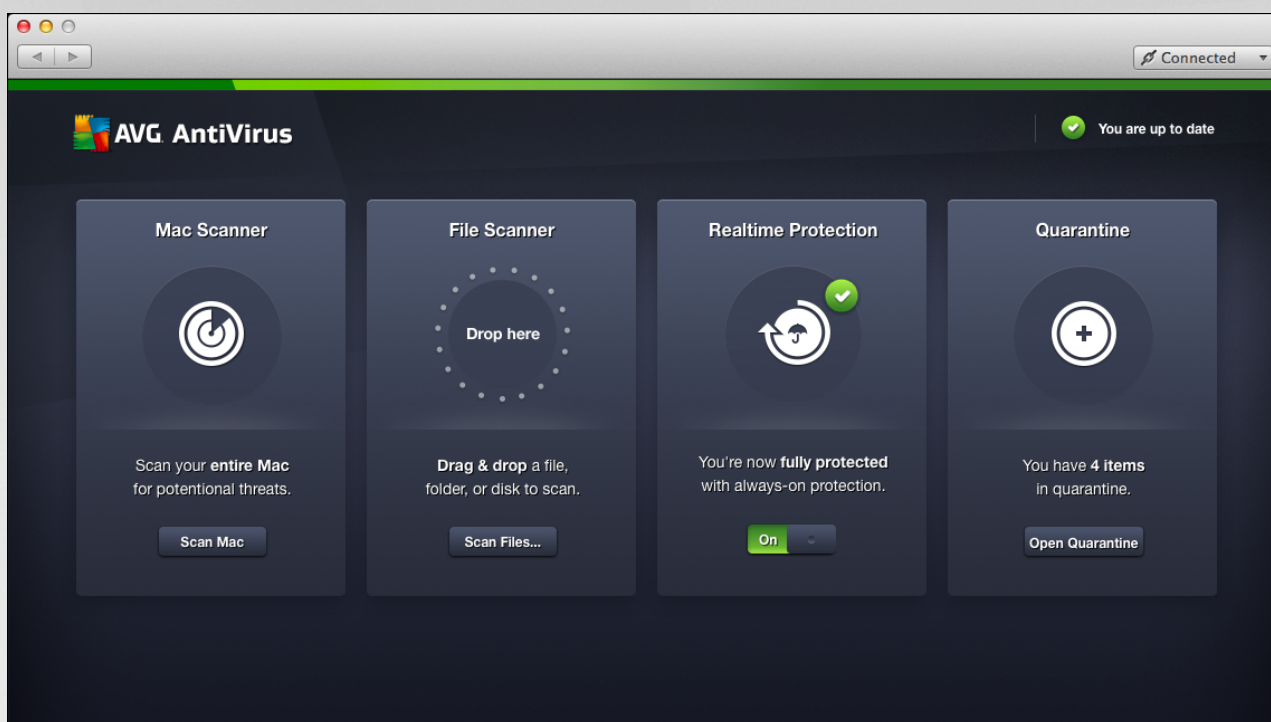 Connected
AVG AntiVirus
You are up to date
Mac Scanner
Scan your entire Mac
for potentional threats.
Scan Mac
File Scanner
Drop here
Drag & drop a file,
folder, or disk to scan.
Scan Files...
Realtime Protection
You're now fully protected
with always-on protection.
On
Quarantine
You have 4 items
in quarantine.
Open Quarantine